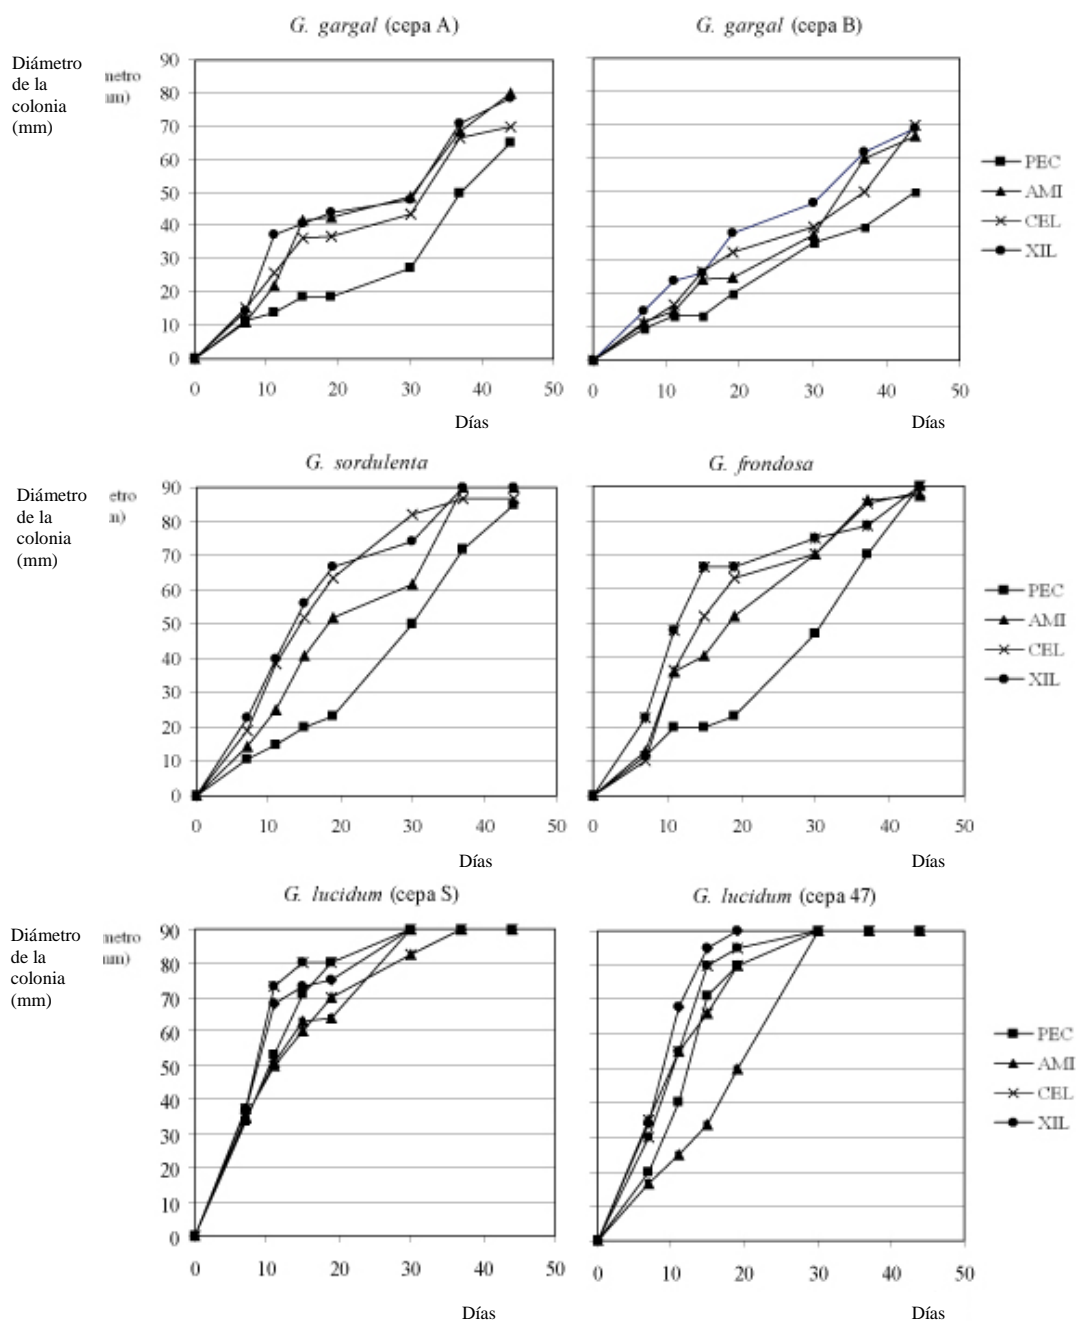 G. gargal (cepa A)
G. gargal (cepa B)
Diámetro
de la
colonia
(mm)
metro
90
80
70
60
50
40
30
20
10
0
0 10 20 30 40 50
Días
0 10 20 30 40 50
Días
PEC
AMI
CEL
XIL
G. sordulenta
G. frondosa
Diámetro
de la
colonia
(mm)
etro
90
80
70
60
50
40
30
20
10
0
0 10 20 30 40 50
Días
0 10 20 30 40 50
Días
PEC
AMI
CEL
XIL
G. lucidum (cepa S)
G. lucidum (cepa 47)
Diámetro
de la
colonia
(mm)
metro
90
80
70
60
50
40
30
20
10
0
0 10 20 30 40 50
Días
0 10 20 30 40 50
Días
PEC
AMI
CEL
XIL